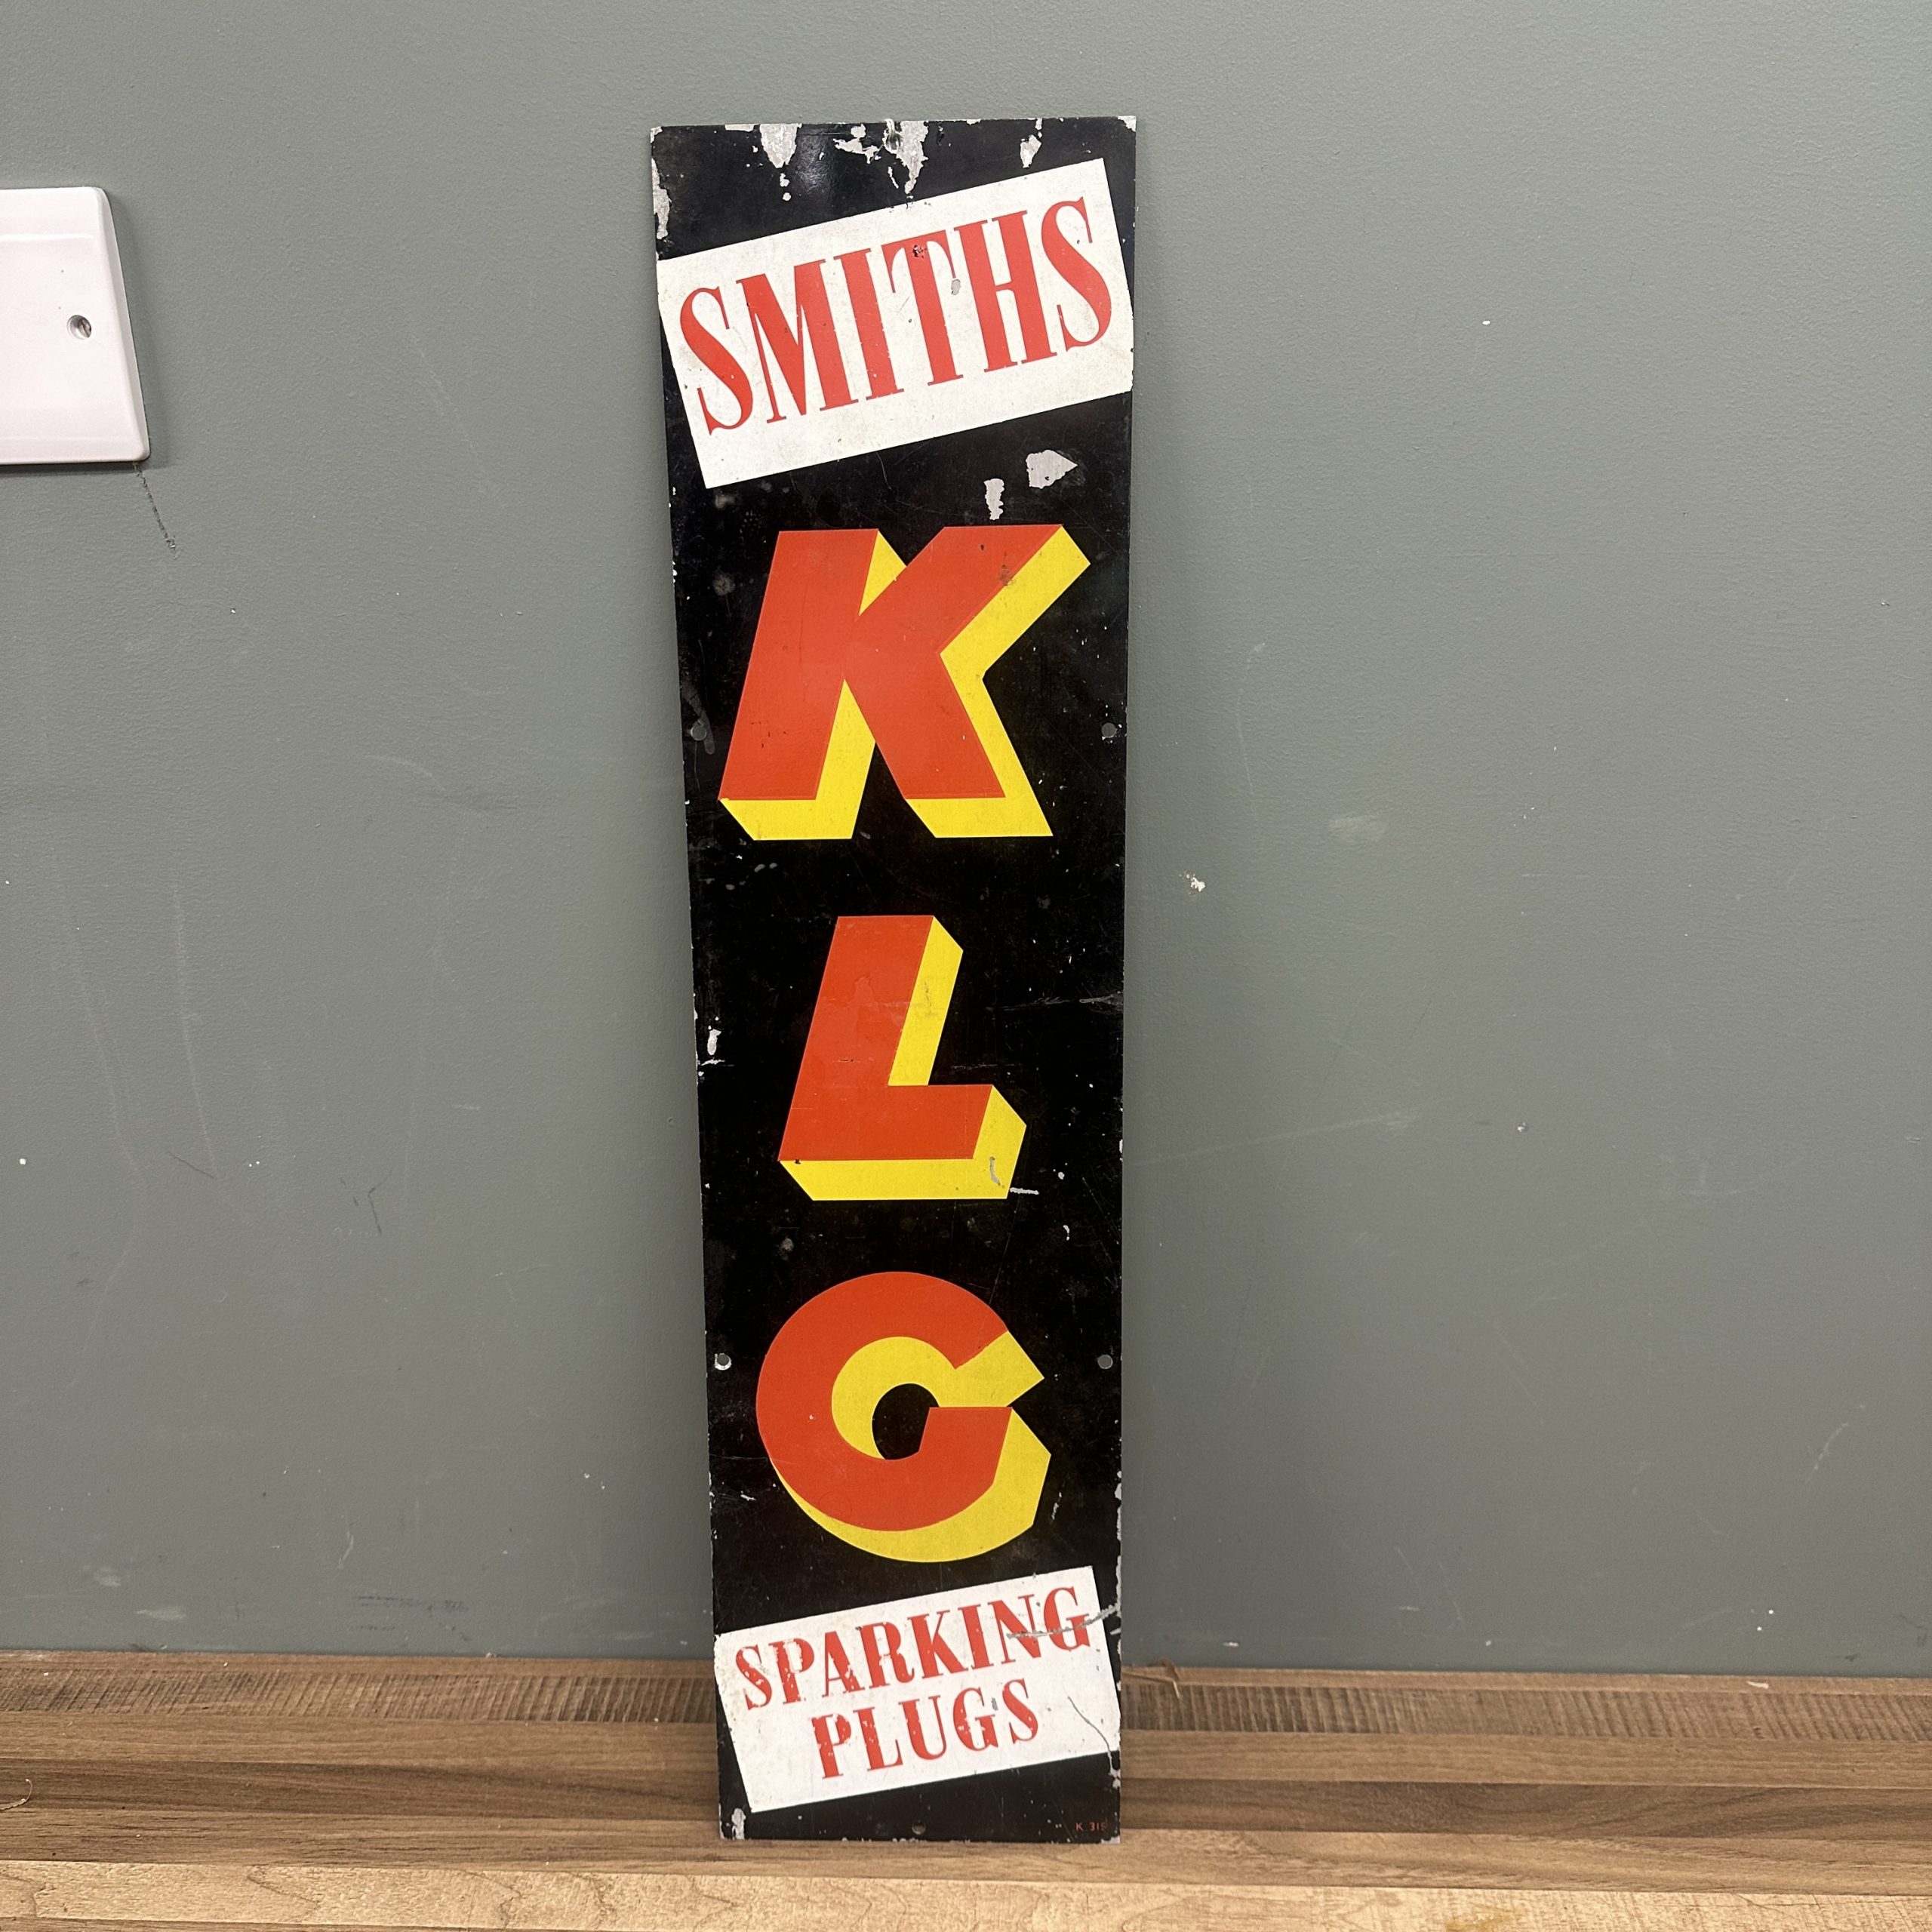 SMITHS
K
L
G
SPARKING
PLUGS